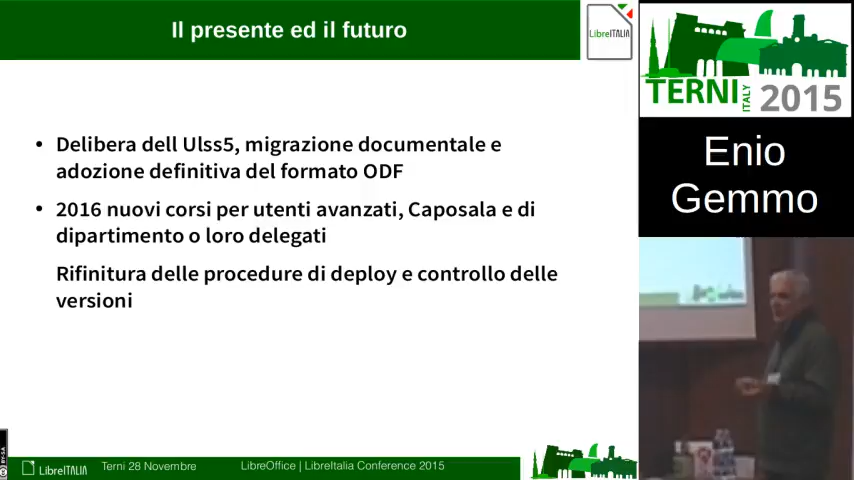 Il presente ed il futuro
LibreITALIA
• Delibera dell Ulss5, migrazione documentale e
adozione definitiva del formato ODF
• 2016 nuovi corsi per utenti avanzati, Caposala e di
dipartimento o loro delegati
Rifinitura delle procedure di deploy e controllo delle
versioni
BY-SA
LibreITALIA
Terni 28 Novembre
LibreOffice | LibreItalia Conference 2015
TERNI
ITALY
2015
Enio
Gemmo